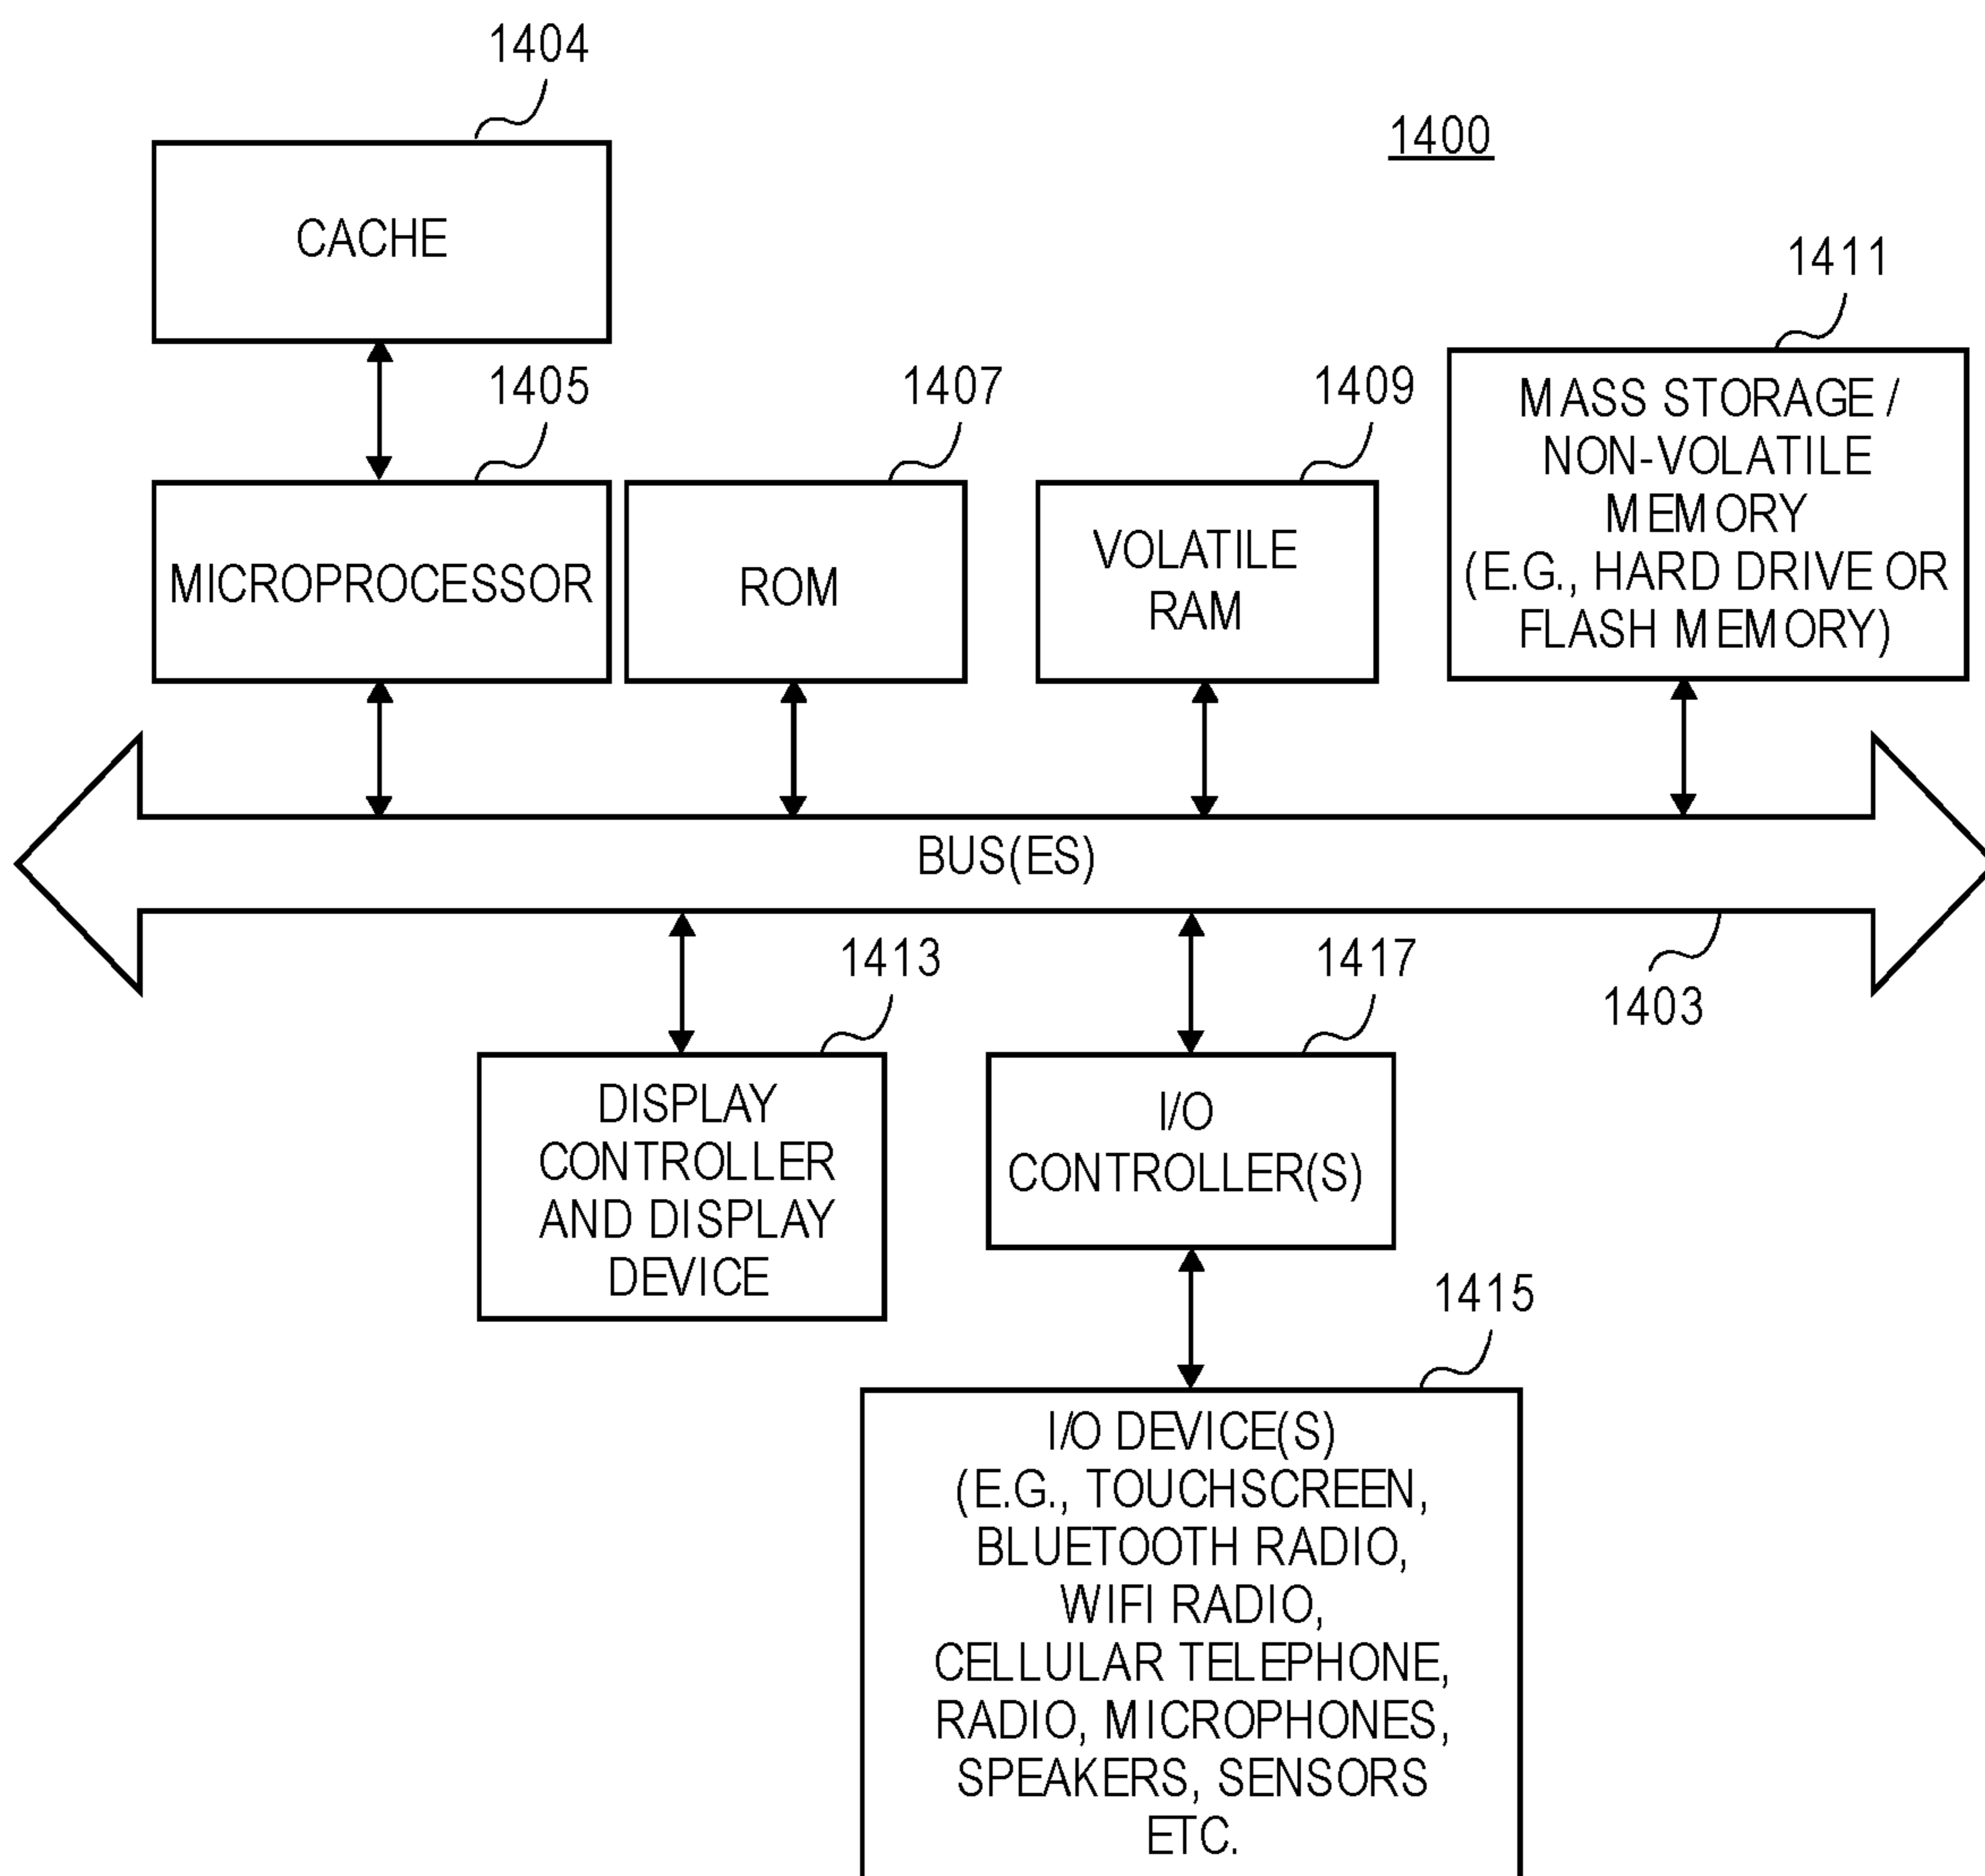 1404
1400
CACHE
1411
1405
1407
1409
MASS STORAGE /
NON-VOLATILE
MEMORY
(E.G., HARD DRIVE OR
FLASH MEMORY)
MICROPROCESSOR
ROM
VOLATILE
RAM
BUS(ES)
1413
1417
1403
DISPLAY
CONTROLLER
AND DISPLAY
DEVICE
I/O
CONTROLLER(S)
1415
I/O DEVICE(S)
(E.G., TOUCHSCREEN,
BLUETOOTH RADIO,
WIFI RADIO,
CELLULAR TELEPHONE,
RADIO, MICROPHONES,
SPEAKERS, SENSORS
ETC.